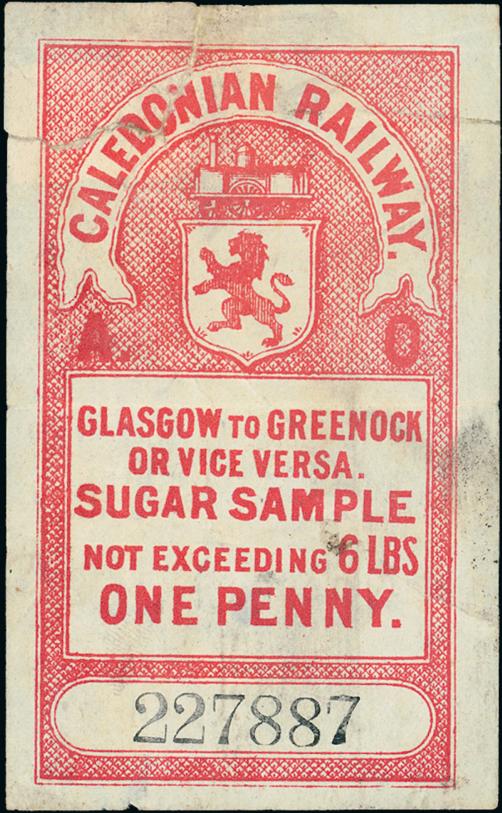 CALEDONIAN RAILWAY.
A. O
GLASGOW TO GREENOCK
OR VICE VERSA.
SUGAR SAMPLE
NOT EXCEEDING 6 LBS
ONE PENNY.
227887